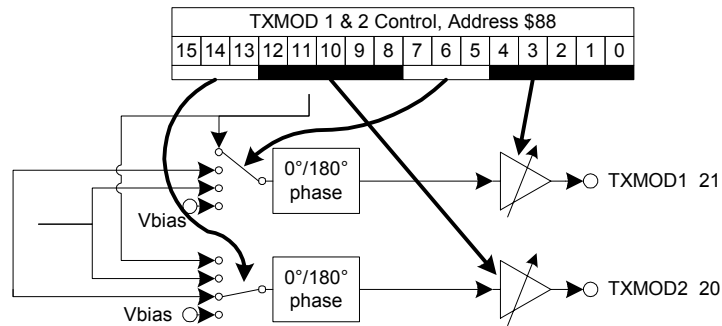 TXMOD 1 & 2 Control, Address $88
15 14 13 12 11 10 9 8 7 6 5 4 3 2 1 0
0°/180°
phase
TXMOD1 21
Vbias
0°/180°
phase
TXMOD2 20
Vbias